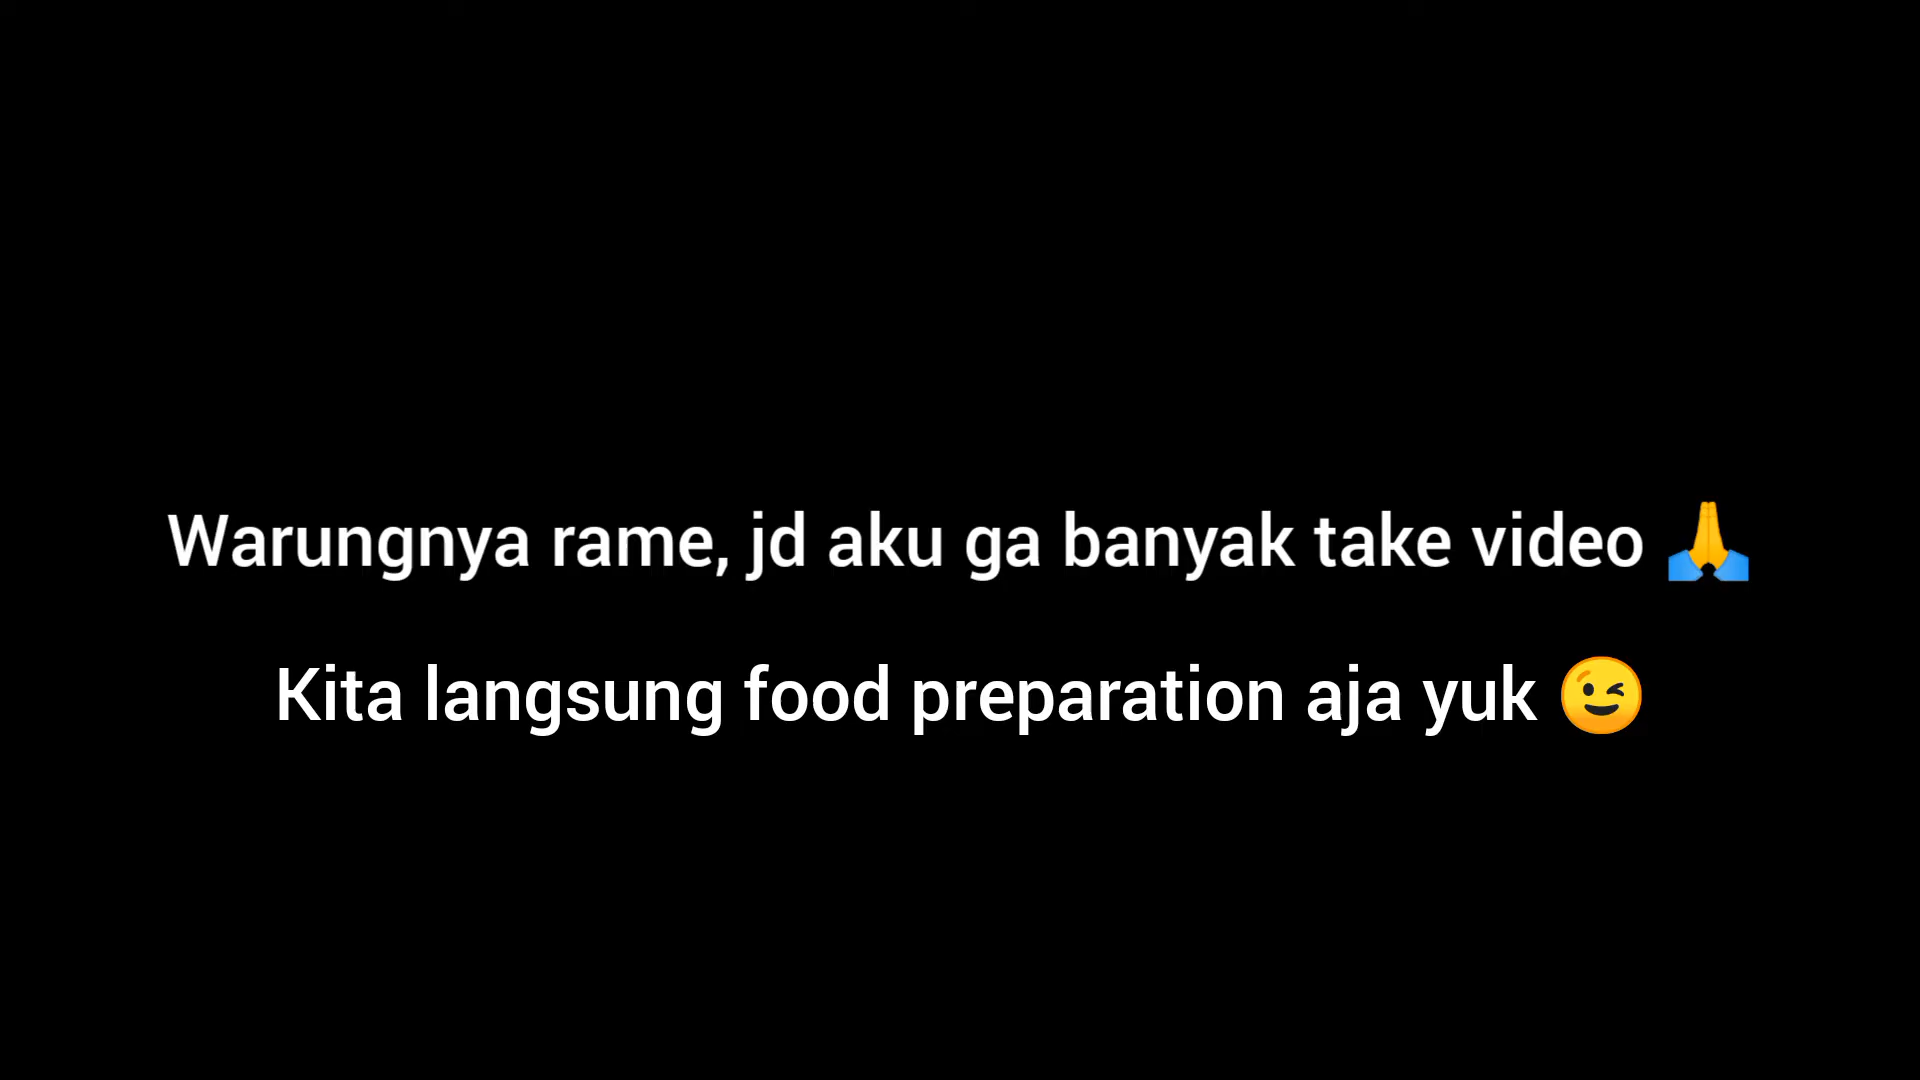 Warungnya rame, jd aku ga banyak take video 🙏
Kita langsung food preparation aja yuk 😉